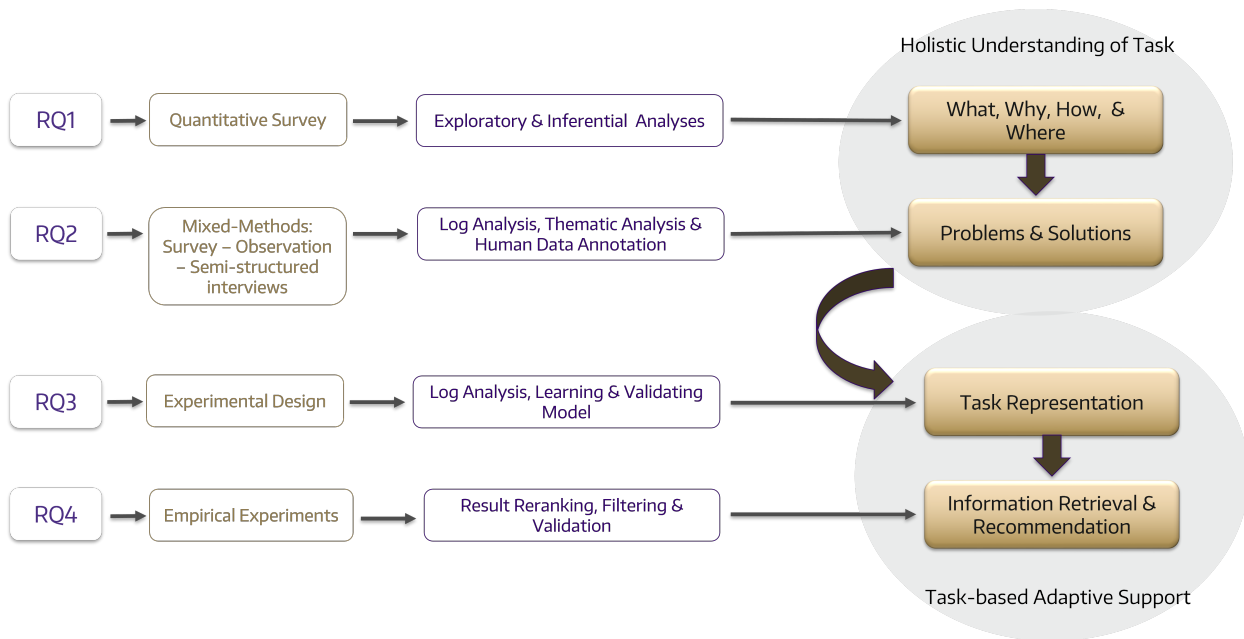 Holistic Understanding of Task
RQ1
Quantitative Survey
Exploratory & Inferential Analyses
What, Why, How, &
Where
RQ2
Mixed-Methods:
Survey – Observation
– Semi-structured
interviews
Log Analysis, Thematic Analysis &
Human Data Annotation
Problems & Solutions
RQ3
Experimental Design
Log Analysis, Learning & Validating
Model
Task Representation
RQ4
Empirical Experiments
Result Reranking, Filtering &
Validation
Information Retrieval &
Recommendation
Task-based Adaptive Support